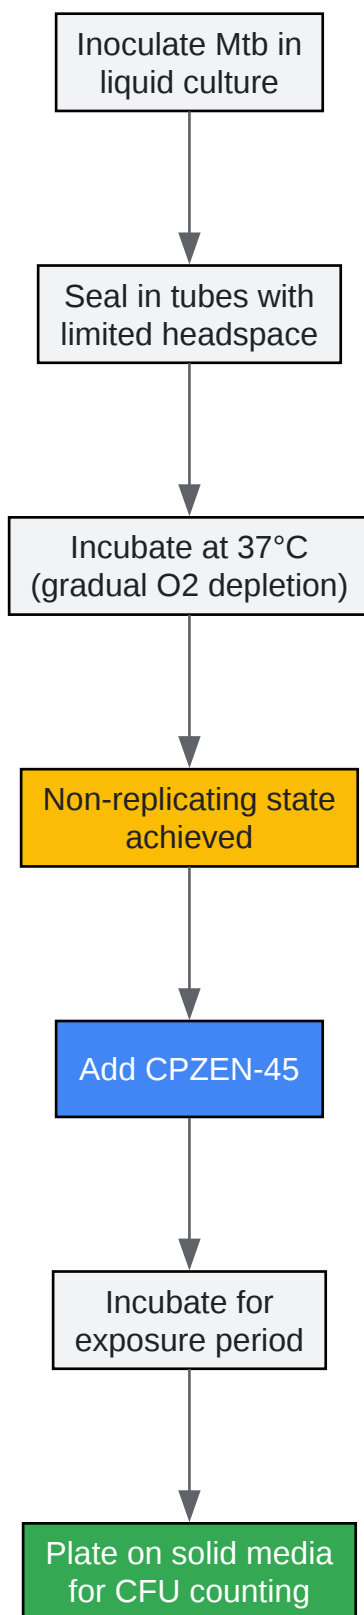 Inoculate Mtb in
liquid culture
Seal in tubes with
limited headspace
Incubate at 37°C
(gradual O2 depletion)
Non-replicating state
achieved
Add CPZEN-45
Incubate for
exposure period
Plate on solid media
for CFU counting